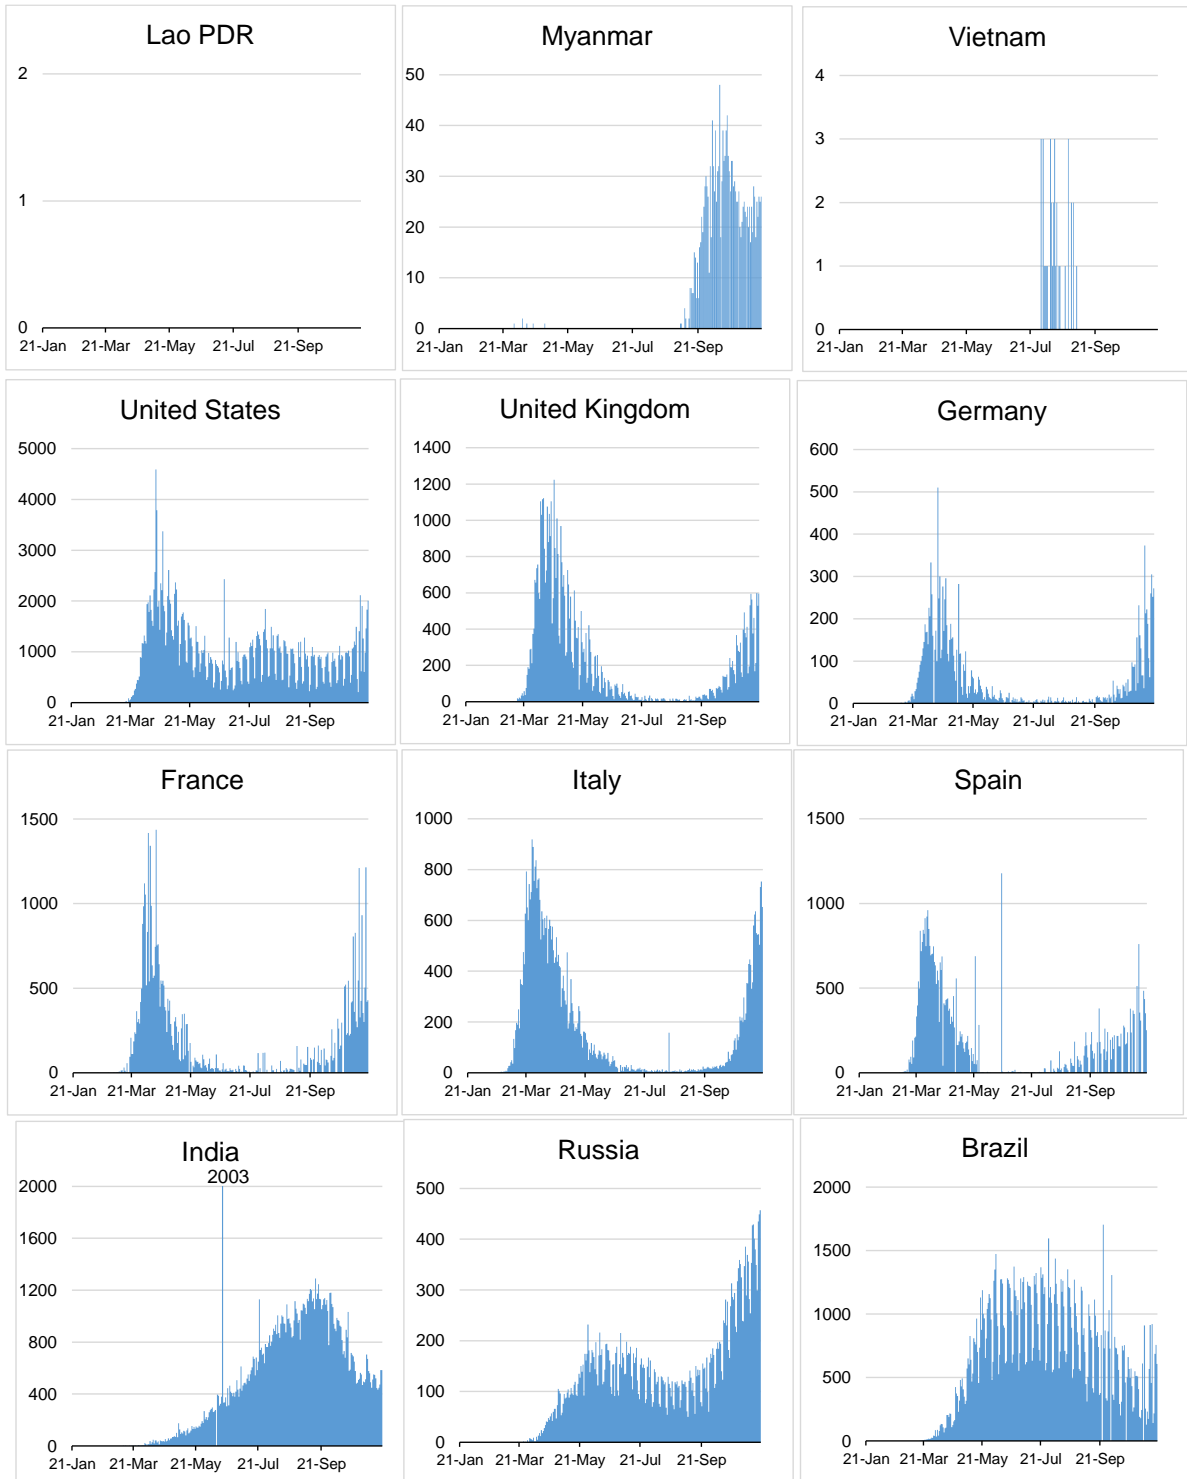 Lao PDR
2
1
0
21-Jan 21-Mar 21-May 21-Jul 21-Sep
Myanmar
50
40
30
20
10
0
21-Jan 21-Mar 21-May 21-Jul 21-Sep
Vietnam
4
3
2
1
0
21-Jan 21-Mar 21-May 21-Jul 21-Sep
United States
5000
4000
3000
2000
1000
0
21-Jan 21-Mar 21-May 21-Jul 21-Sep
United Kingdom
1400
1200
1000
800
600
400
200
0
21-Jan 21-Mar 21-May 21-Jul 21-Sep
Germany
600
500
400
300
200
100
0
21-Jan 21-Mar 21-May 21-Jul 21-Sep
France
1500
1000
500
0
21-Jan 21-Mar 21-May 21-Jul 21-Sep
Italy
1000
800
600
400
200
0
21-Jan 21-Mar 21-May 21-Jul 21-Sep
Spain
1500
1000
500
0
21-Jan 21-Mar 21-May 21-Jul 21-Sep
India
2003
2000
1600
1200
800
400
0
21-Jan 21-Mar 21-May 21-Jul 21-Sep
Russia
500
400
300
200
100
0
21-Jan 21-Mar 21-May 21-Jul 21-Sep
Brazil
2000
1500
1000
500
0
21-Jan 21-Mar 21-May 21-Jul 21-Sep